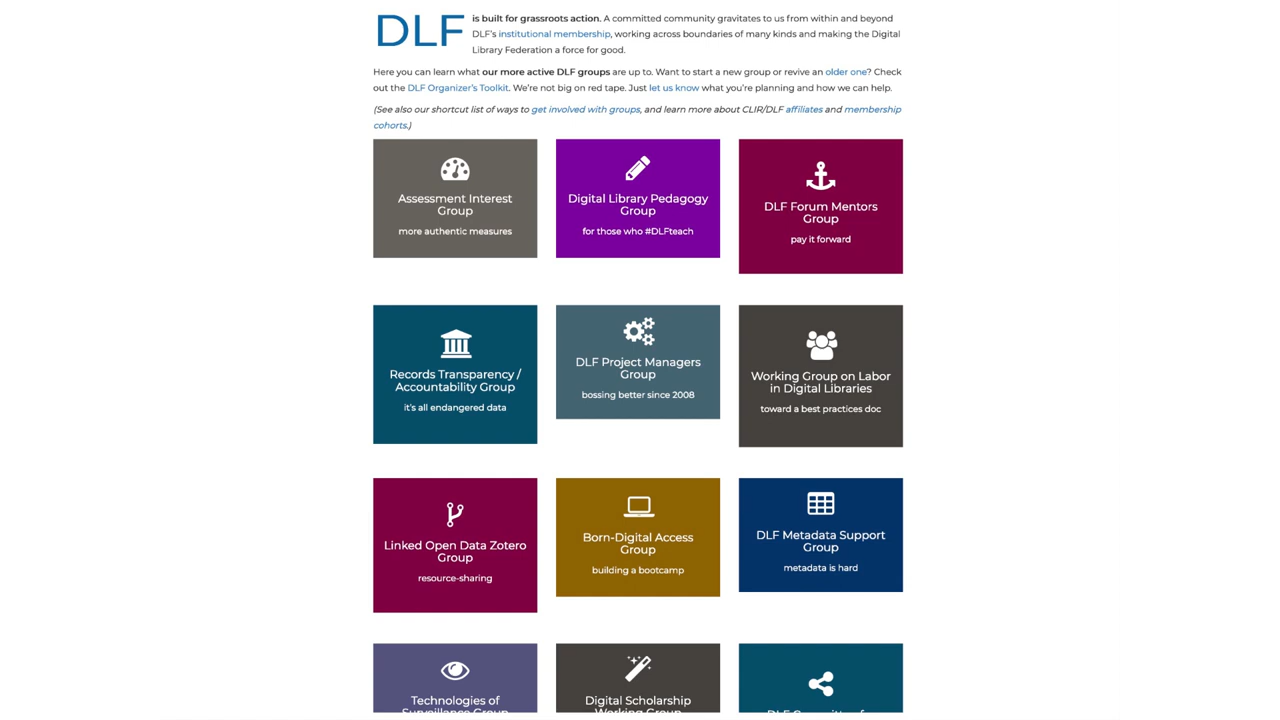 DLF is built for grassroots action. A committed community gravitates to us from within and beyond
DLF's institutional membership, working across boundaries of many kinds and making the Digital
Library Federation a force for good.
Here you can learn what our more active DLF groups are up to. Want to start a new group or revive an older one? Check
out the DLF Organizer's Toolkit. We're not big on red tape. Just let us know what you're planning and how we can help.
(See also our shortcut list of ways to get involved with groups, and learn more about CLIR/DLF affiliates and membership
cohorts.)
Assessment Interest
Group
more authentic measures
Digital Library Pedagogy
Group
for those who #DLFteach
DLF Forum Mentors
Group
pay it forward
Records Transparency /
Accountability Group
it's all endangered data
DLF Project Managers
Group
bossing better since 2008
Working Group on Labor
in Digital Libraries
toward a best practices doc
Linked Open Data Zotero
Group
resource-sharing
Born-Digital Access
Group
building a bootcamp
DLF Metadata Support
Group
metadata is hard
Technologies of
Surveillance Group
Digital Scholarship
Working Group
DLF Committee for